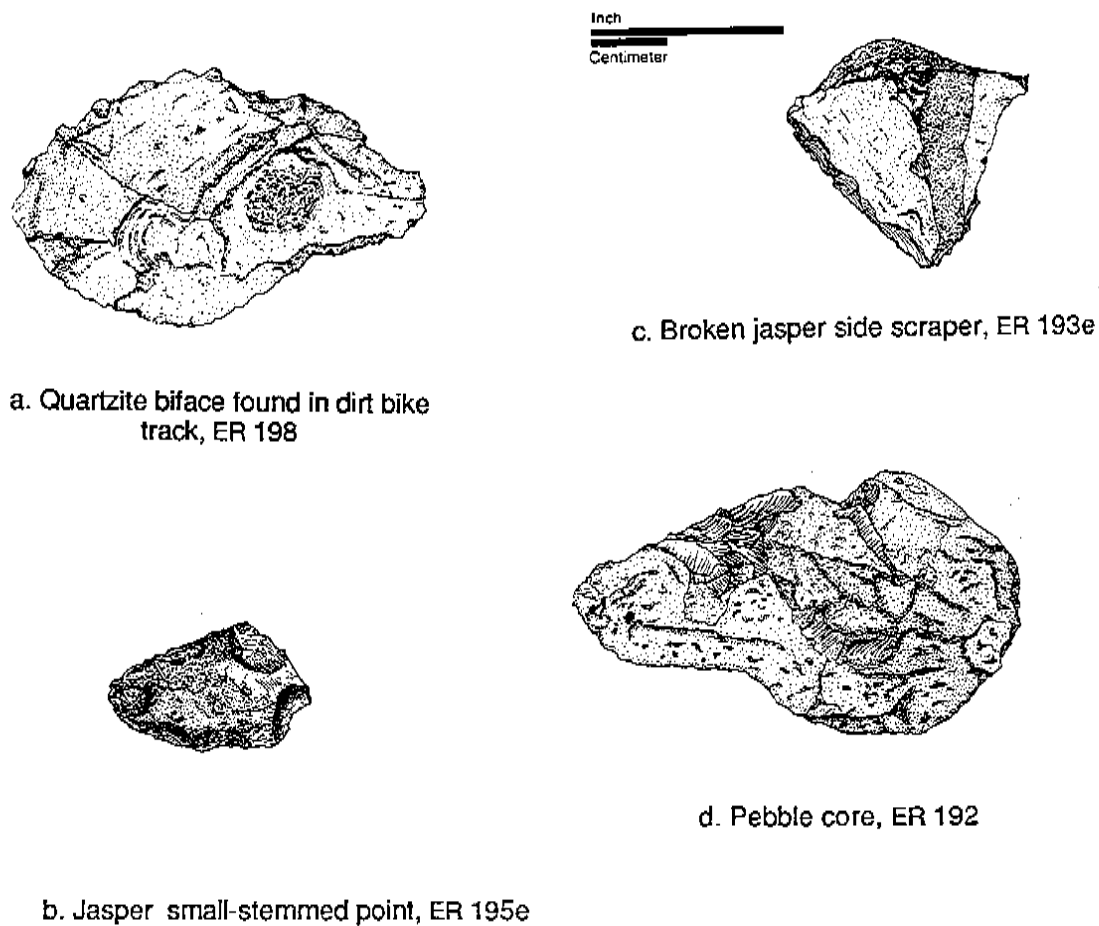 Inch
Centimeter
c. Broken jasper side scraper, ER 193e
a. Quartzite biface found in dirt bike
track, ER 198
d. Pebble core, ER 192
b. Jasper small-stemmed point, ER 195e